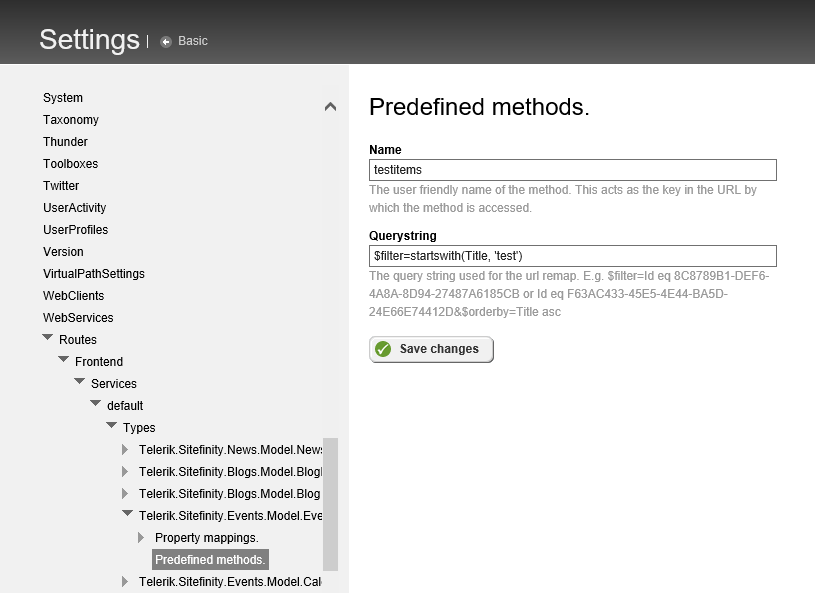 Settings | Basic
System
Taxonomy
Thunder
Toolboxes
Twitter
UserActivity
UserProfiles
Version
VirtualPathSettings
WebClients
WebServices
Routes
Frontend
Services
default
Types
Telerik.Sitefinity.News.Model.News
Telerik.Sitefinity.Blogs.Model.Blog
Telerik.Sitefinity.Blogs.Model.Blog
Telerik.Sitefinity.Events.Model.Eve
Property mappings.
Predefined methods.
Telerik.Sitefinity.Events.Model.Cal
Predefined methods.
Name
testitems
The user friendly name of the method. This acts as the key in the URL by
which the method is accessed.
Querystring
$filter=startswith(Title, 'test')
The query string used for the url remap. E.g. $filter=Id eq 8C8789B1-DEF6-
4A8A-8D94-27487A6185CB or Id eq F63AC433-45E5-4E44-BA5D-
24E66E74412D&$orderby=Title asc
Save changes